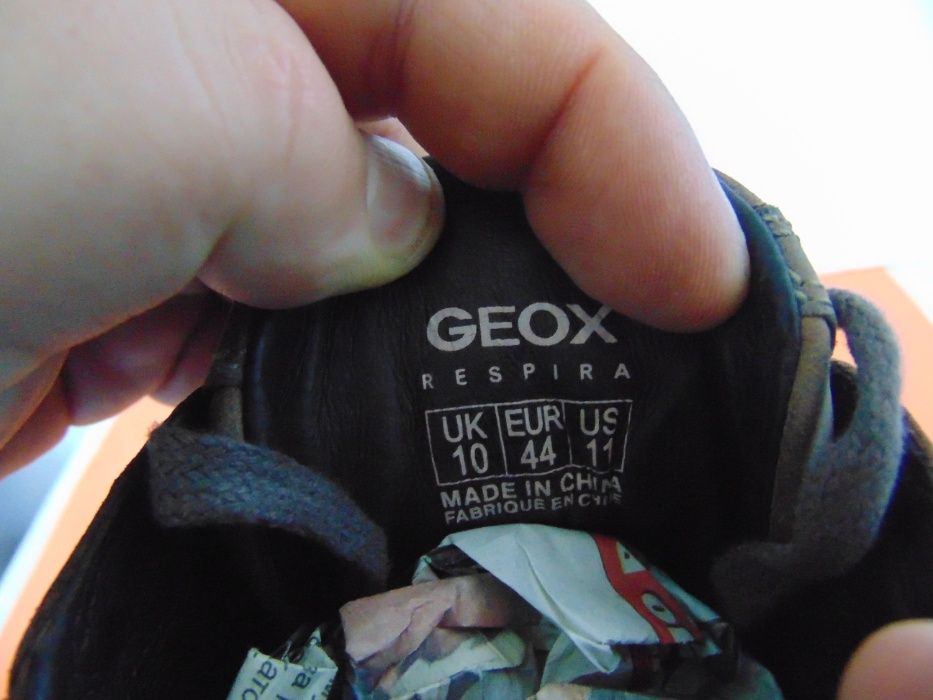 GEOX
RESPIRA
UK EUR US
10 44 11
MADE IN CHINA
FABRIQUE EN CHINE